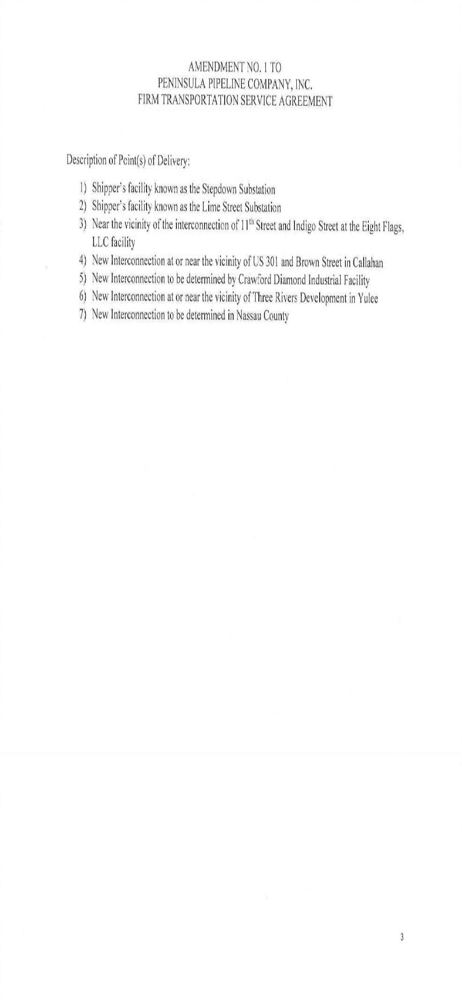 AMENDMENT NO. 1 TO
PENINSULA PIPELINE COMPANY, INC.
FIRM TRANSPORTATION SERVICE AGREEMENT
Description of Point(s) of Delivery:
1) Shipper's facility known as the Stepdown Substation
2) Shipper's facility known as the Lime Street Substation
3) Near the vicinity of the interconnection of 11th Street and Indigo Street at the Eight Flags,
LLC facility
4) New Interconnection at or near the vicinity of US 301 and Brown Street in Callahan
5) New Interconnection to be determined by Crawford Diamond Industrial Facility
6) New Interconnection at or near the vicinity of Three Rivers Development in Yulee
7) New Interconnection to be determined in Nassau County
3